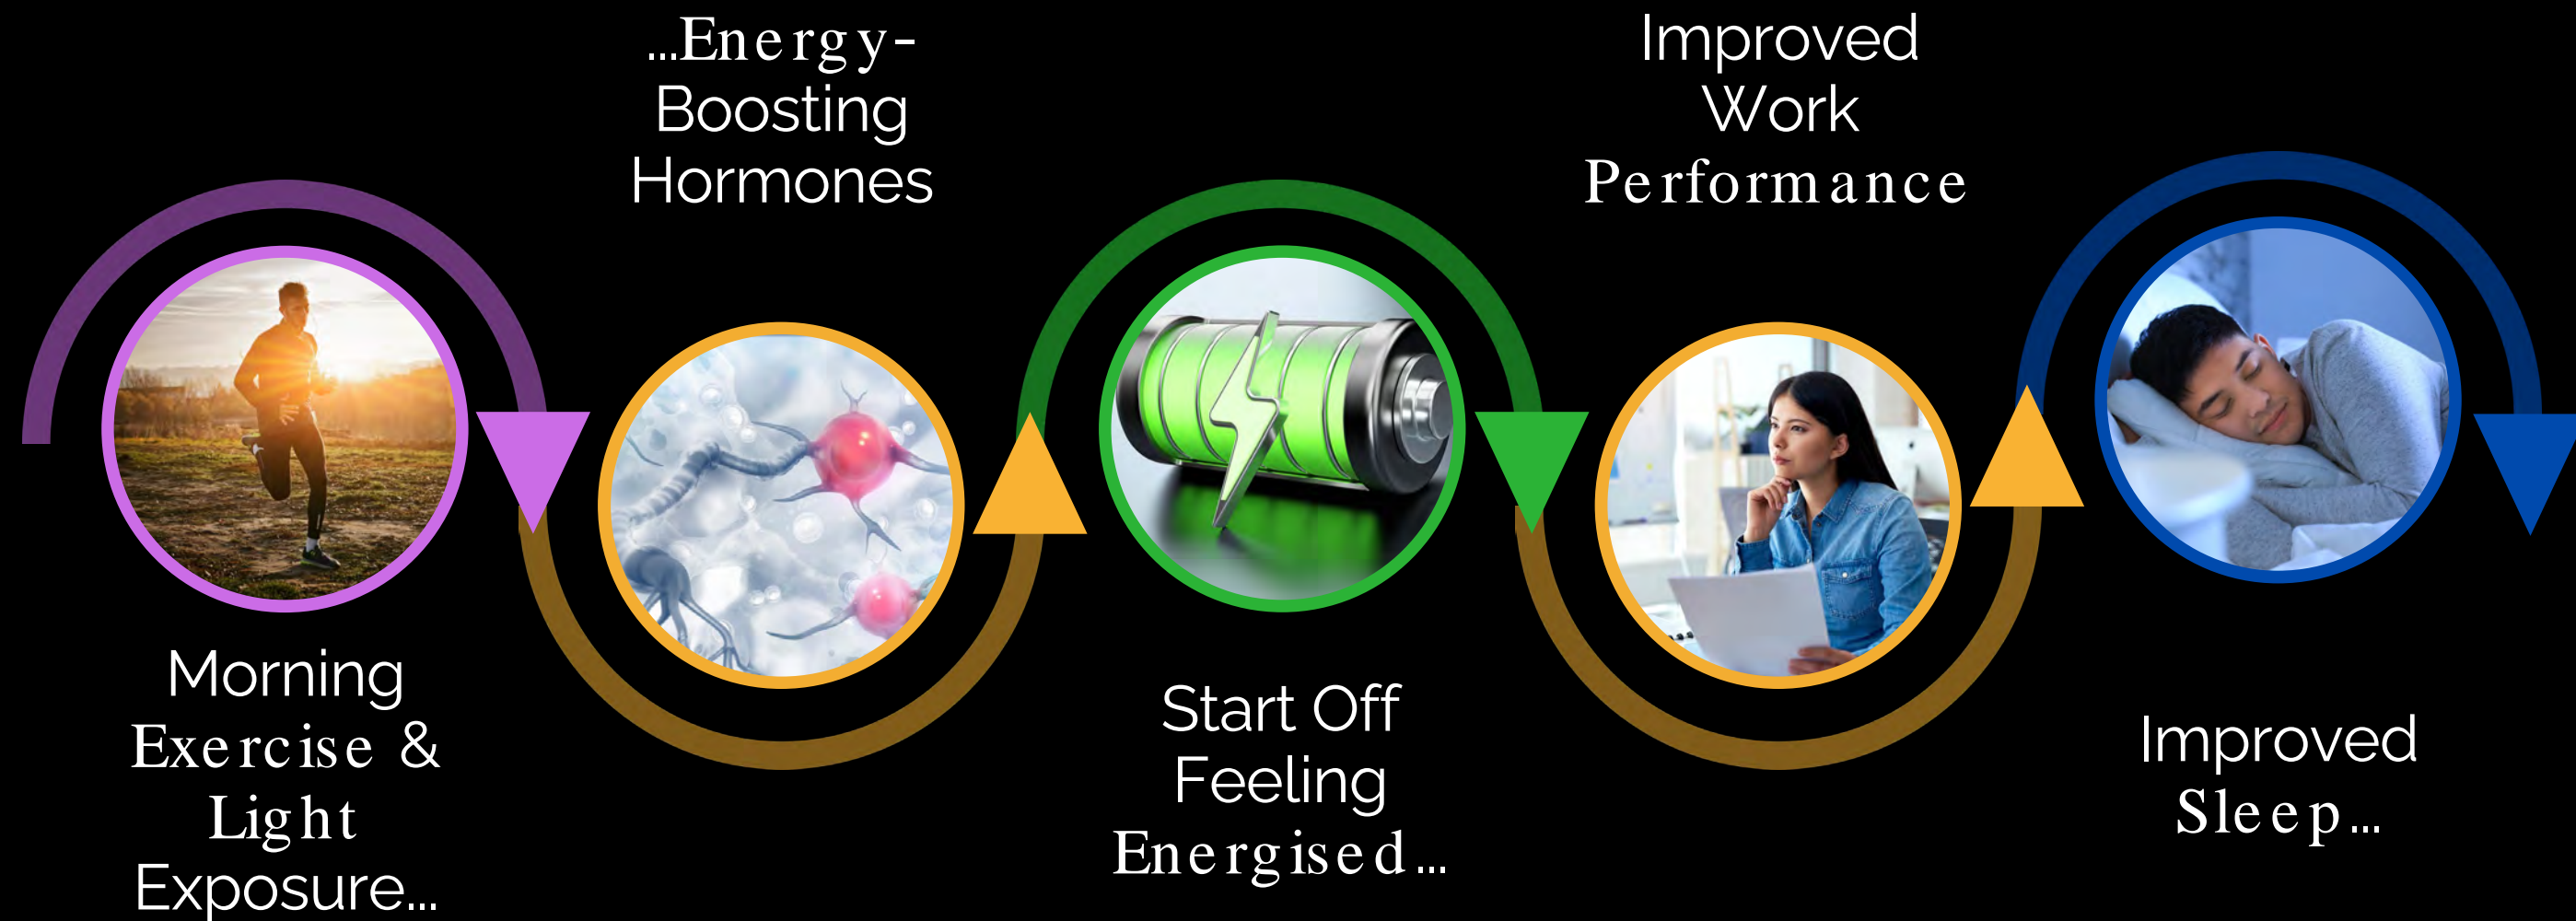 Morning
Exercise &
Light
Exposure...
...Energy-
Boosting
Hormones
Start Off
Feeling
Energised...
Improved
Work
Performance
Improved
Sleep...